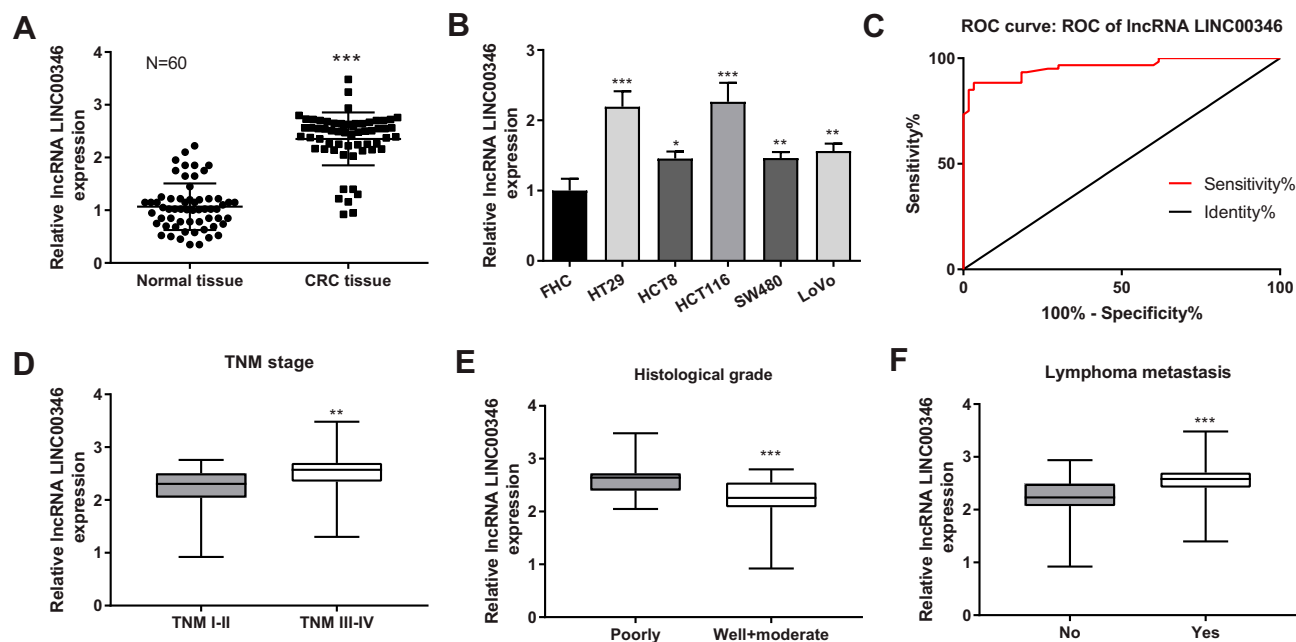 A
Relative lncRNA LINC00346
expression
4
3
2
1
0
N=60
***
Normal tissue
CRC tissue
B
Relative lncRNA LINC00346
expression
3
2
1
0
***
*
***
**
**
FHC
HT29
HCT8
HCT116
SW480
LoVo
C
ROC curve: ROC of lncRNA LINC00346
Sensitivity%
100
50
0
Sensitivity%
Identity%
0
50
100
100% - Specificity%
D
TNM stage
Relative lncRNA LINC00346
expression
4
3
2
1
0
**
TNM I-II
TNM III-IV
E
Histological grade
Relative lncRNA LINC00346
expression
4
3
2
1
0
***
Poorly
Well+moderate
F
Lymphoma metastasis
Relative lncRNA LINC00346
expression
4
3
2
1
0
***
No
Yes